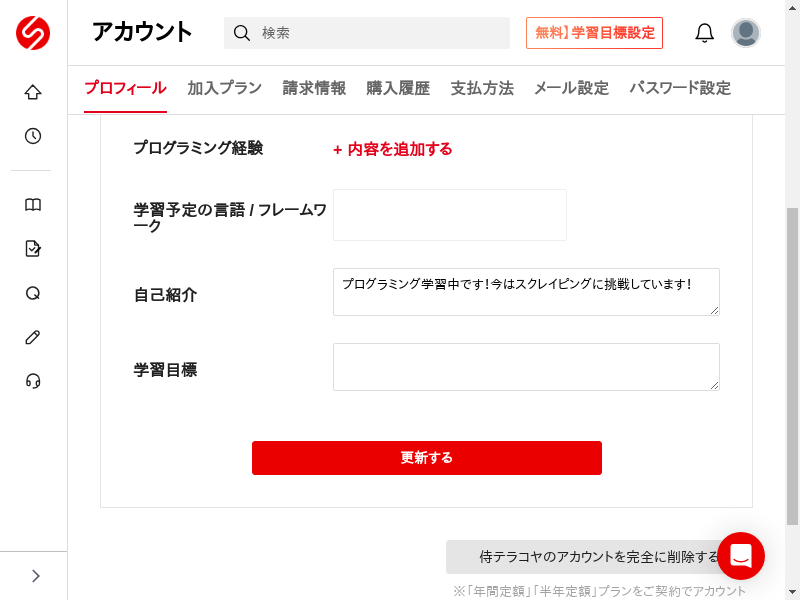 アカウント
検索
無料】学習目標設定
プロフィール 加入プラン 請求情報 購入履歴 支払方法 メール設定 パスワード設定
プログラミング経験
+ 内容を追加する
学習予定の言語 / フレームワ
ーク
自己紹介
プログラミング学習中です！今はスクレイピングに挑戦しています！
学習目標
更新する
侍テラコヤのアカウントを完全に削除する
※「年間定額」「半年定額」プランをご契約でアカウント